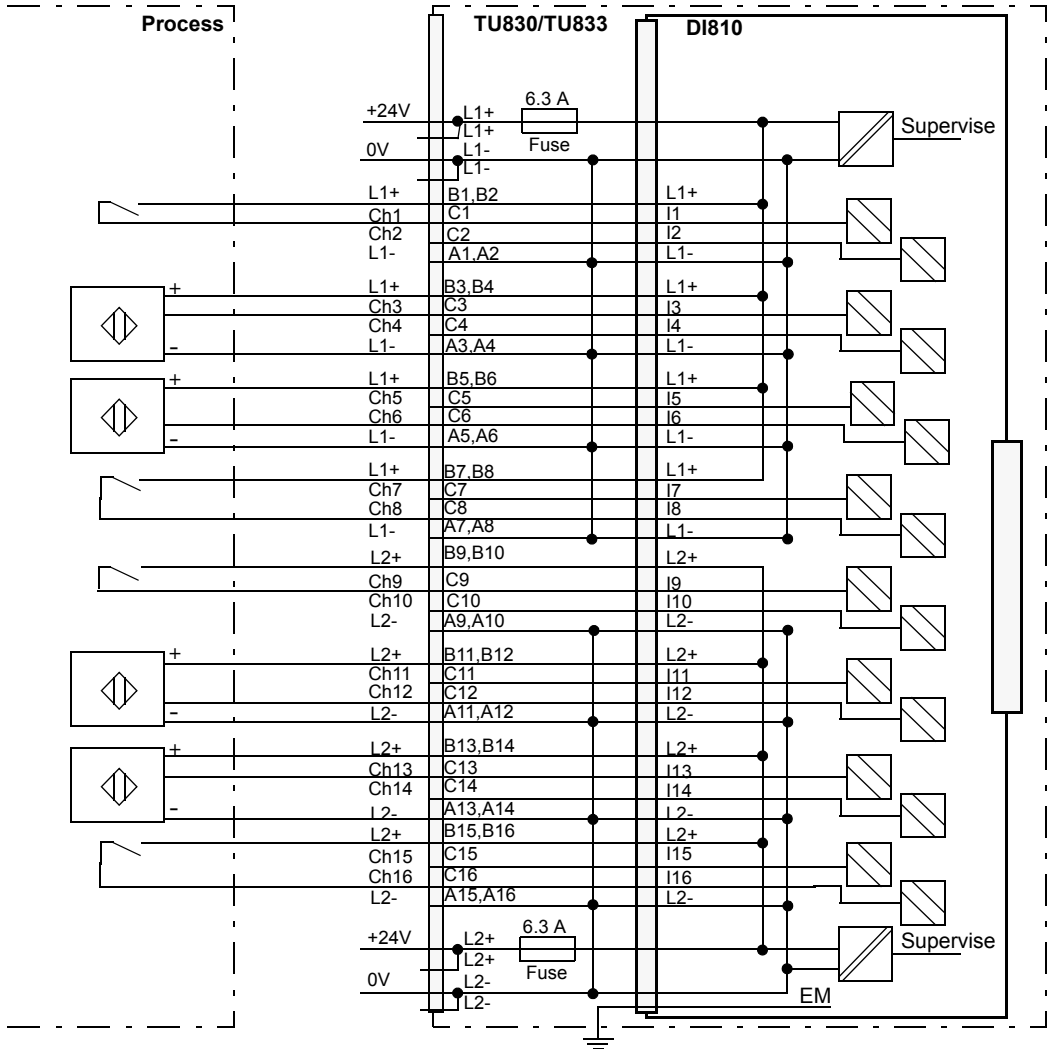 Process TU830/TU833 DI810
6.3 A
+24V L1+
L1+ Supervise
Fuse
0V L1-
L1-
L1+ B1,B2 L1+
Ch1 C1 I1
Ch2 C2 I2
L1- A1,A2 L1-
+ L1+ B3,B4 L1+
Ch3 C3 I3
Ch4 C4 I4
- L1- A3,A4 L1-
+ L1+ B5,B6 L1+
Ch5 C5 I5
Ch6 C6 I6
- L1- A5,A6 L1-
L1+ B7,B8 L1+
Ch7 C7 I7
Ch8 C8 I8
L1- A7,A8 L1-
L2+ B9,B10 L2+
Ch9 C9 I9
Ch10 C10 I10
L2- A9,A10 L2-
+ L2+ B11,B12 L2+
Ch11 C11 I11
Ch12 C12 I12
- L2- A11,A12 L2-
+ L2+ B13,B14 L2+
Ch13 C13 I13
Ch14 C14 I14
- L2- A13,A14 L2-
L2+ B15,B16 L2+
Ch15 C15 I15
Ch16 C16 I16
L2- A15,A16 L2-
6.3 A
+24V L2+ Supervise
L2+
Fuse
0V L2-
L2- EM